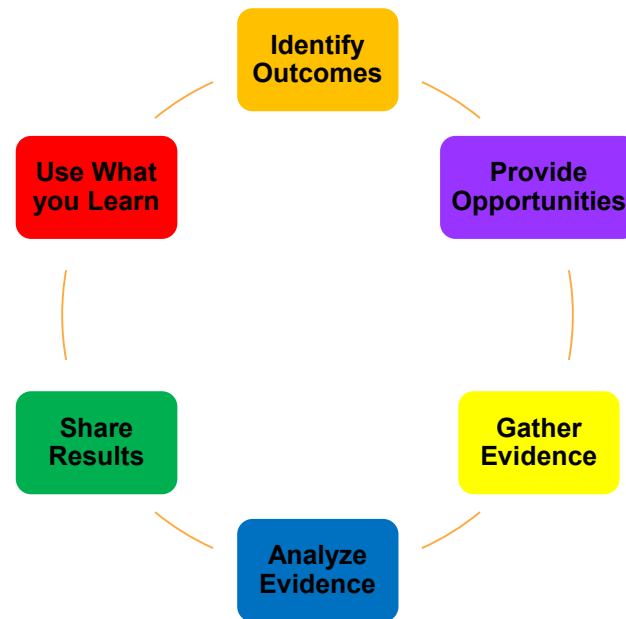 Identify
Outcomes
Provide
Opportunities
Gather
Evidence
Analyze
Evidence
Share
Results
Use What
you Learn